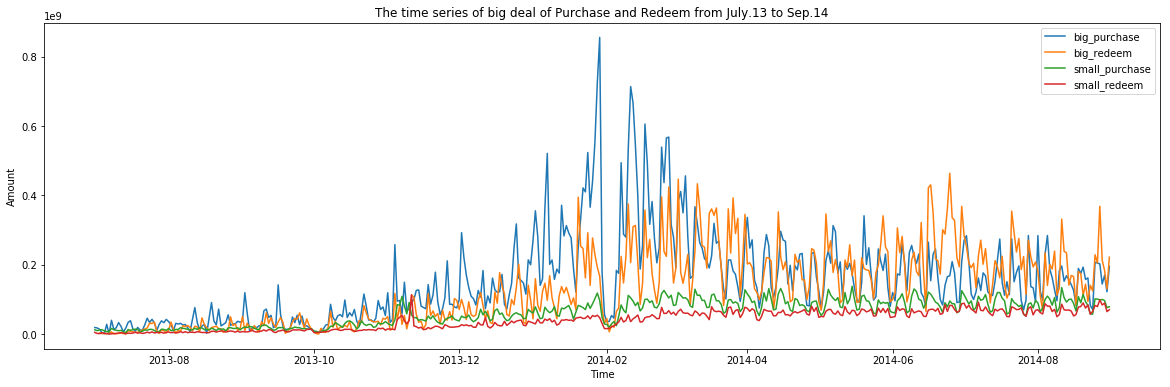 The time series of big deal of Purchase and Redeem from July.13 to Sep.14
1e9
0.8
0.6
0.4
0.2
0.0
Amount
big_purchase
big_redeem
small_purchase
small_redeem
2013-08 2013-10 2013-12 2014-02 2014-04 2014-06 2014-08
Time